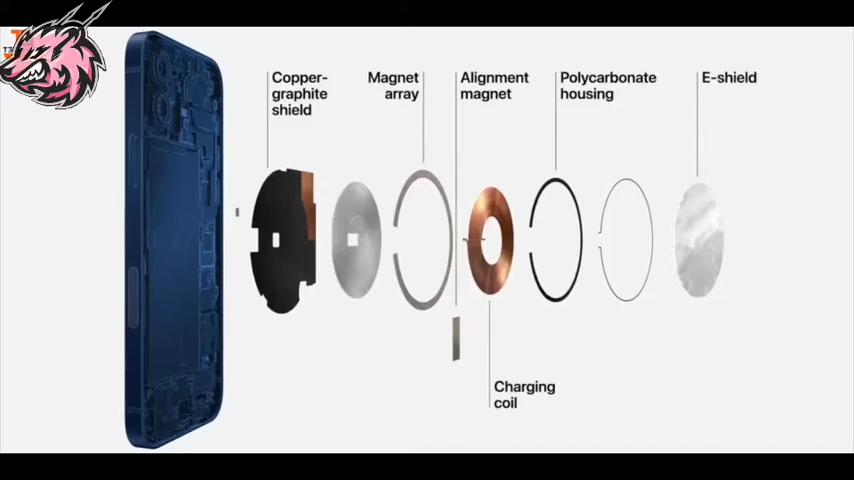 Copper-
graphite
shield
Magnet
array
Alignment
magnet
Polycarbonate
housing
E-shield
Charging
coil